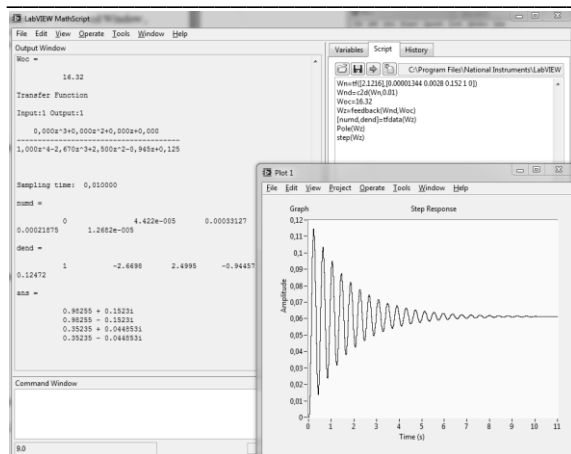 LabVIEW MathScript
File Edit View Operate Tools Window Help
Output Window
Woc =
16.32
Transfer Function
Input:1 Output:1
0,000z^3+0,000z^2+0,000z+0,000
1,000z^4-2,670z^3+2,500z^2-0,945z+0,125
Sampling time: 0,010000
numd =
0 4.422e-005 0.00033127
0.00021875 1.2682e-005
dend =
1 -2.6698 2.4995 -0.94457
0.12472
ans =
0.98255 + 0.1523i
0.98255 - 0.1523i
0.35235 + 0.044853i
0.35235 - 0.044853i
Command Window
9.0
Variables Script History
C:\Program Files\National Instruments\LabVIEW
Wn=tf([2.1216],[0.00001344 0.0028 0.152 1 0])
Wnd=c2d(Wn,0.01)
Woc=16.32
Wz=feedback(Wnd,Woc)
[numd,dend]=tfdata(Wz)
Pole(Wz)
step(Wz)
Plot 1
File Edit View Project Operate Tools Window Help
Graph Step Response
0,12
0,11
0,1
0,09
0,08
0,07
0,06
0,05
0,04
0,03
0,02
0,01
0
Amplitude
0 1 2 3 4 5 6 7 8 9 10 11
Time (s)